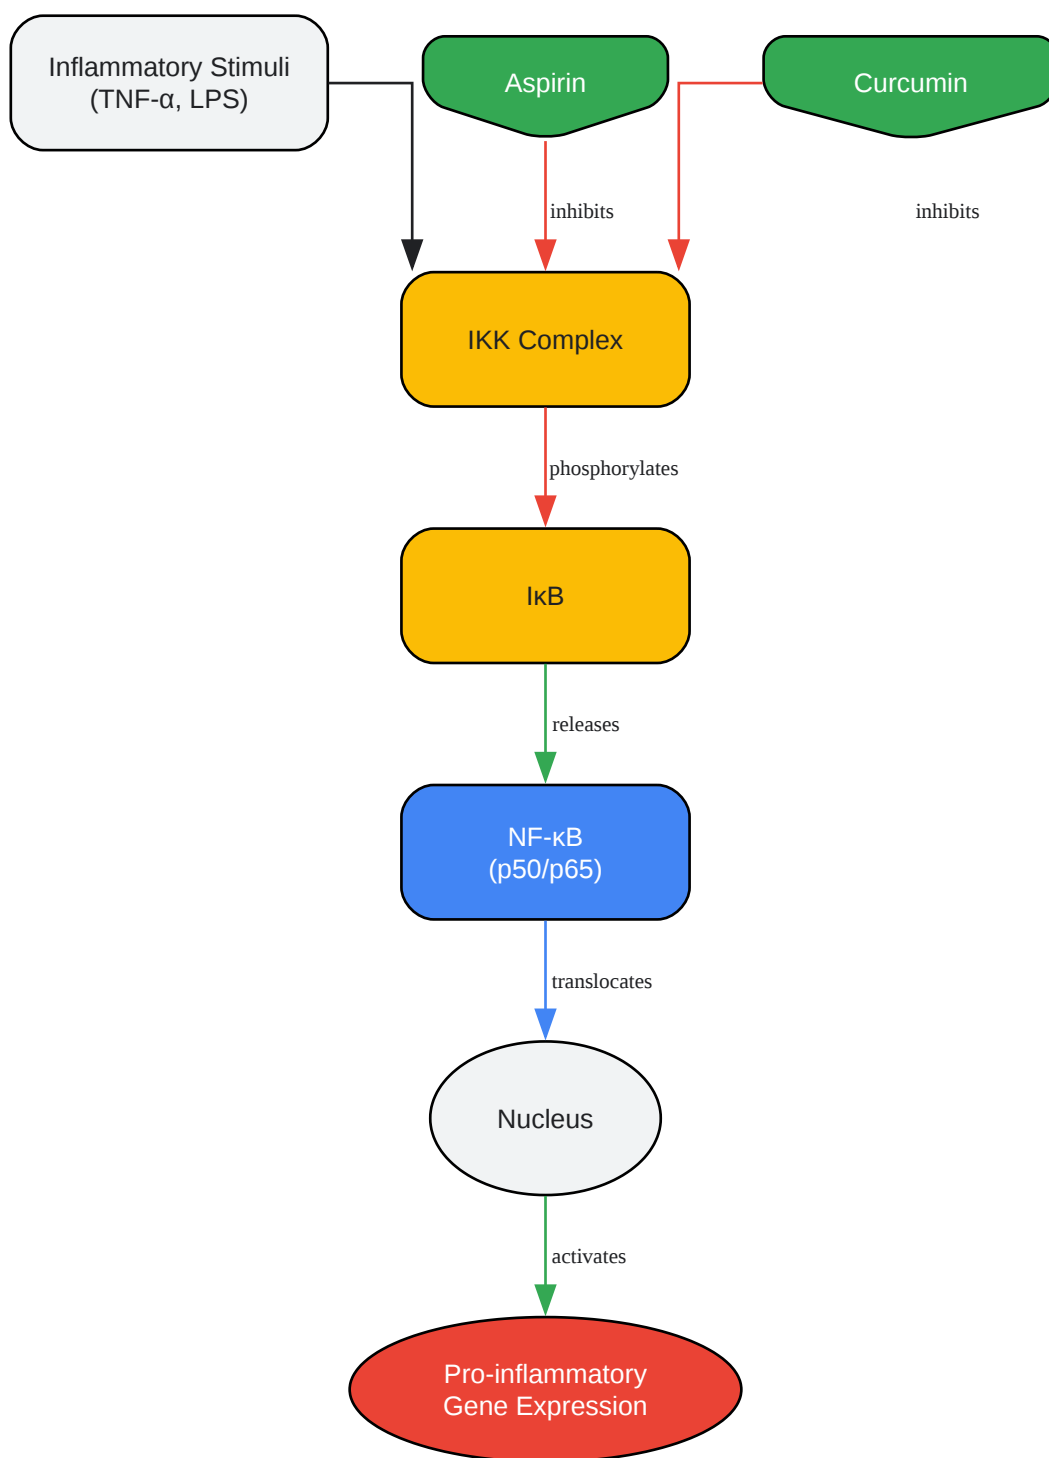 Inflammatory Stimuli
(TNF-α, LPS)
Aspirin
Curcumin
inhibits
inhibits
IKK Complex
phosphorylates
IκB
releases
NF-κB
(p50/p65)
translocates
Nucleus
activates
Pro-inflammatory
Gene Expression